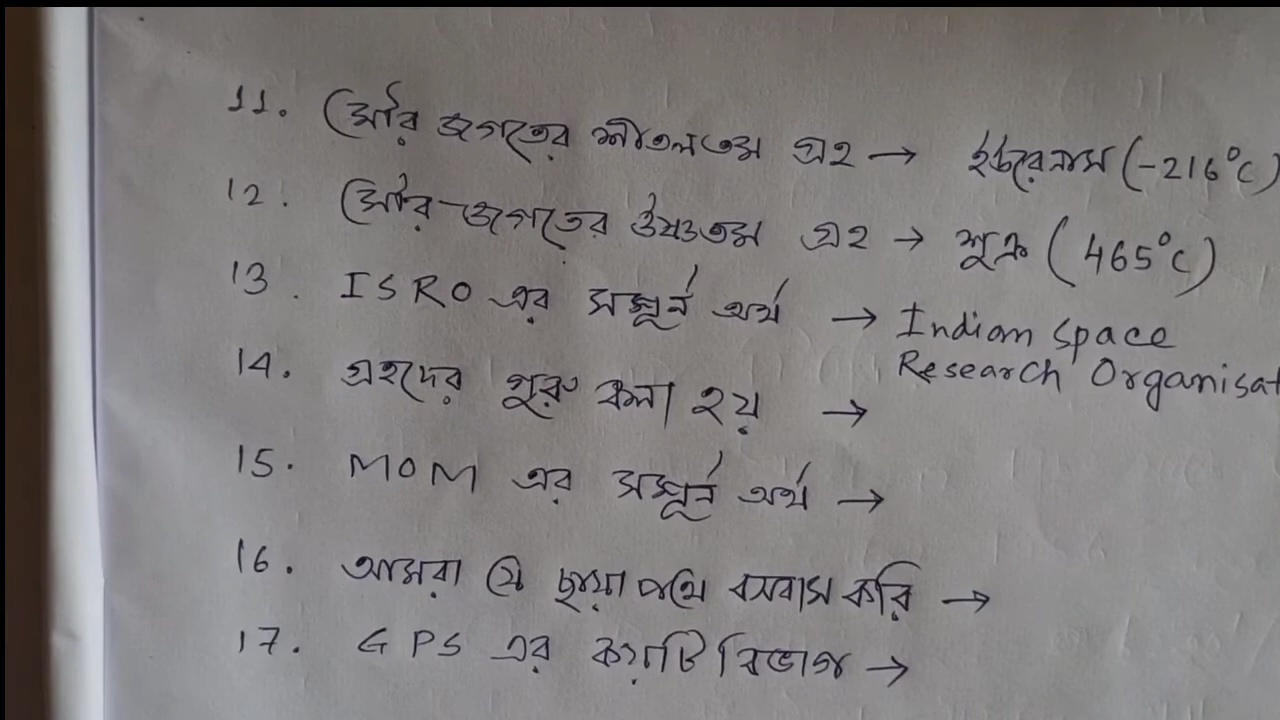 11. সৌর জগতের শীতলতম গ্রহ → ইউরেনাস (-216°C)
12. সৌর জগতের উষ্ণতম গ্রহ → শুক্র (465°C)
13. ISRO এর সম্পূর্ন অর্থ → Indian Space
Research Organisat
14. গ্রহদের গুরু বলা হয় →
15. MOM এর সম্পূর্ন অর্থ →
16. আমরা যে ছায়া পথে বসবাস করি →
17. GPS এর কয়টি বিভাগ →